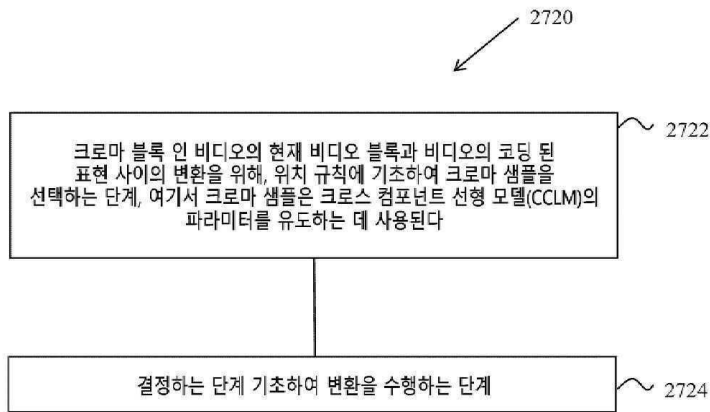 2720
2722
크로마 블록 인 비디오의 현재 비디오 블록과 비디오의 코딩 된
표현 사이의 변환을 위해, 위치 규칙에 기초하여 크로마 샘플을
선택하는 단계, 여기서 크로마 샘플은 크로스 컴포넌트 선형 모델(CCLM)의
파라미터를 유도하는 데 사용된다
결정하는 단계 기초하여 변환을 수행하는 단계
2724